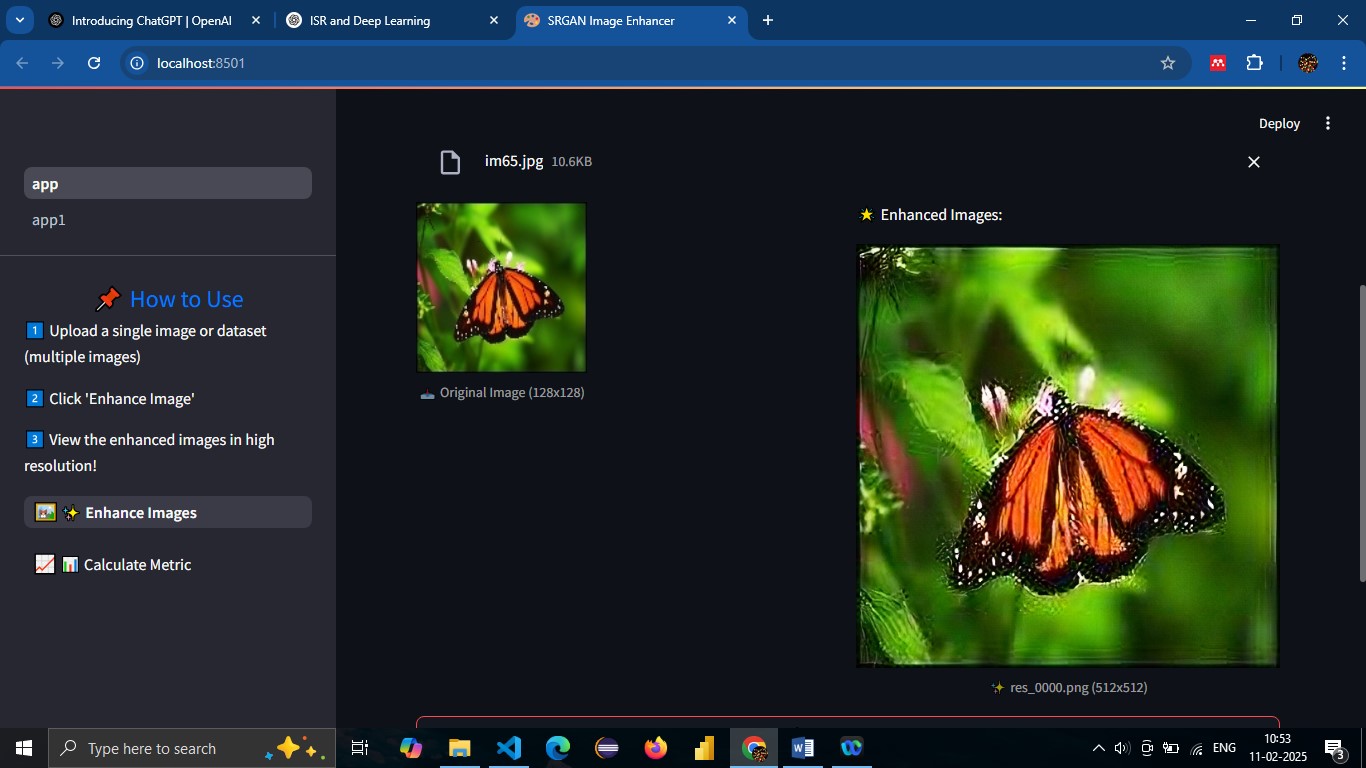 Introducing ChatGPT | OpenAI
ISR and Deep Learning
SRGAN Image Enhancer
localhost:8501
Deploy
app
app1
📌 How to Use
1 Upload a single image or dataset
(multiple images)
2 Click 'Enhance Image'
3 View the enhanced images in high
resolution!
🖼️ ✨ Enhance Images
📈 📊 Calculate Metric
im65.jpg 10.6KB
Original Image (128x128)
🌟 Enhanced Images:
✨ res_0000.png (512x512)
Type here to search
ENG
10:53
11-02-2025
3